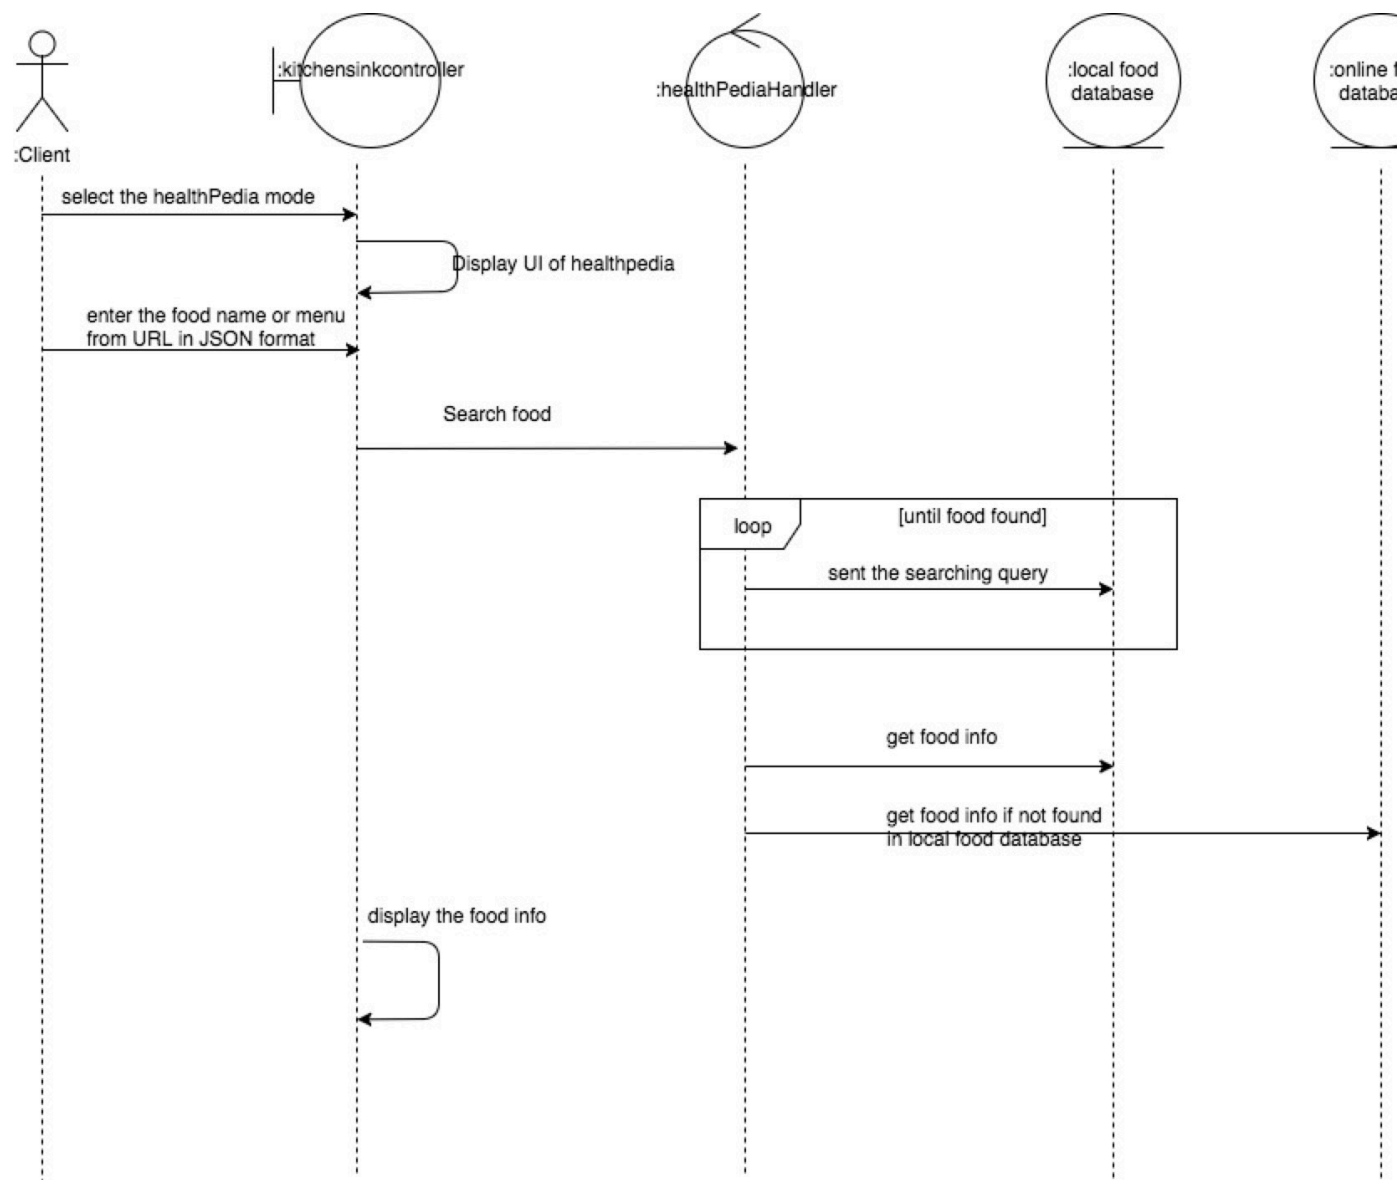 :kitchensinkcontroller
:healthPediaHandler
:local food
database
:online
:Client
select the healthPedia mode
Display UI of healthpedia
enter the food name or menu
from URL in JSON format
Search food
loop
[until food found]
sent the searching query
get food info
get food info if not found
in local food database
display the food info